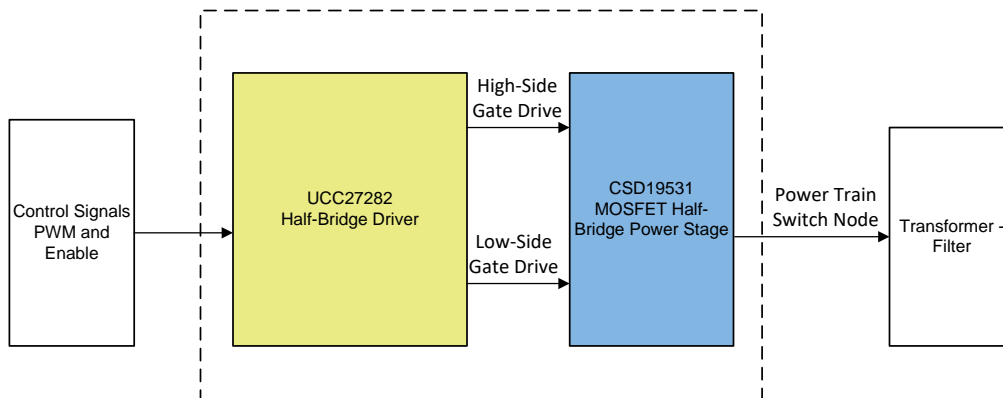 Control Signals
PWM and
Enable
UCC27282
Half-Bridge Driver
High-Side
Gate Drive
Low-Side
Gate Drive
CSD19531
MOSFET Half-
Bridge Power Stage
Power Train
Switch Node
Transformer -
Filter